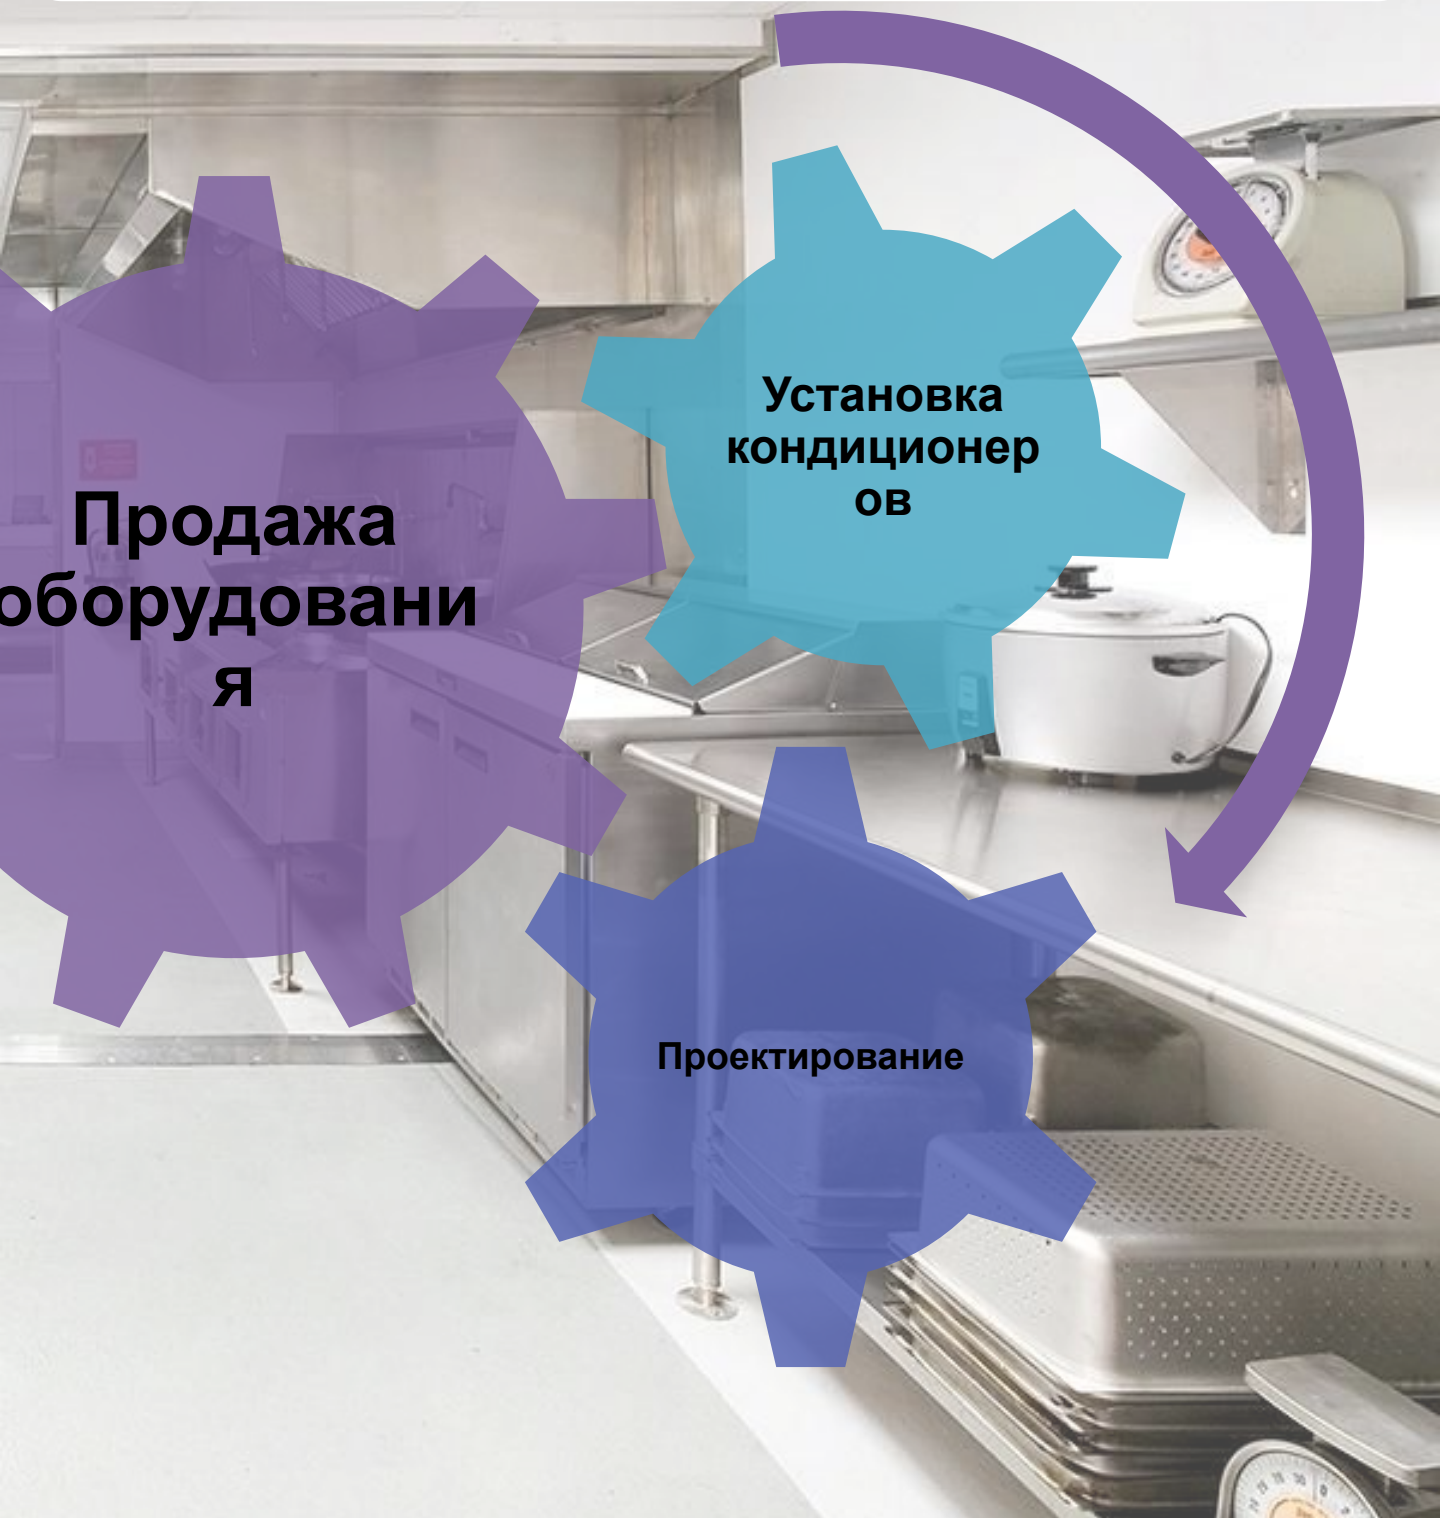 Установка
кондиционер
ов
Продажа
оборудовани
я
Проектирование